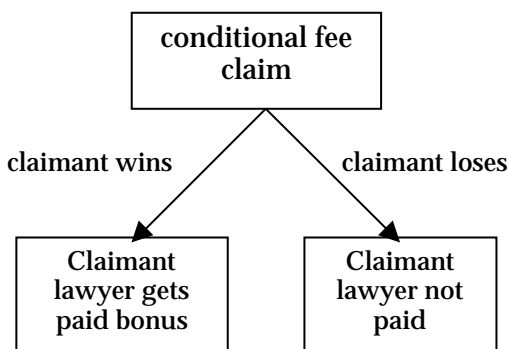 conditional fee
claim
claimant wins
claimant loses
Claimant
lawyer gets
paid bonus
Claimant
lawyer not
paid